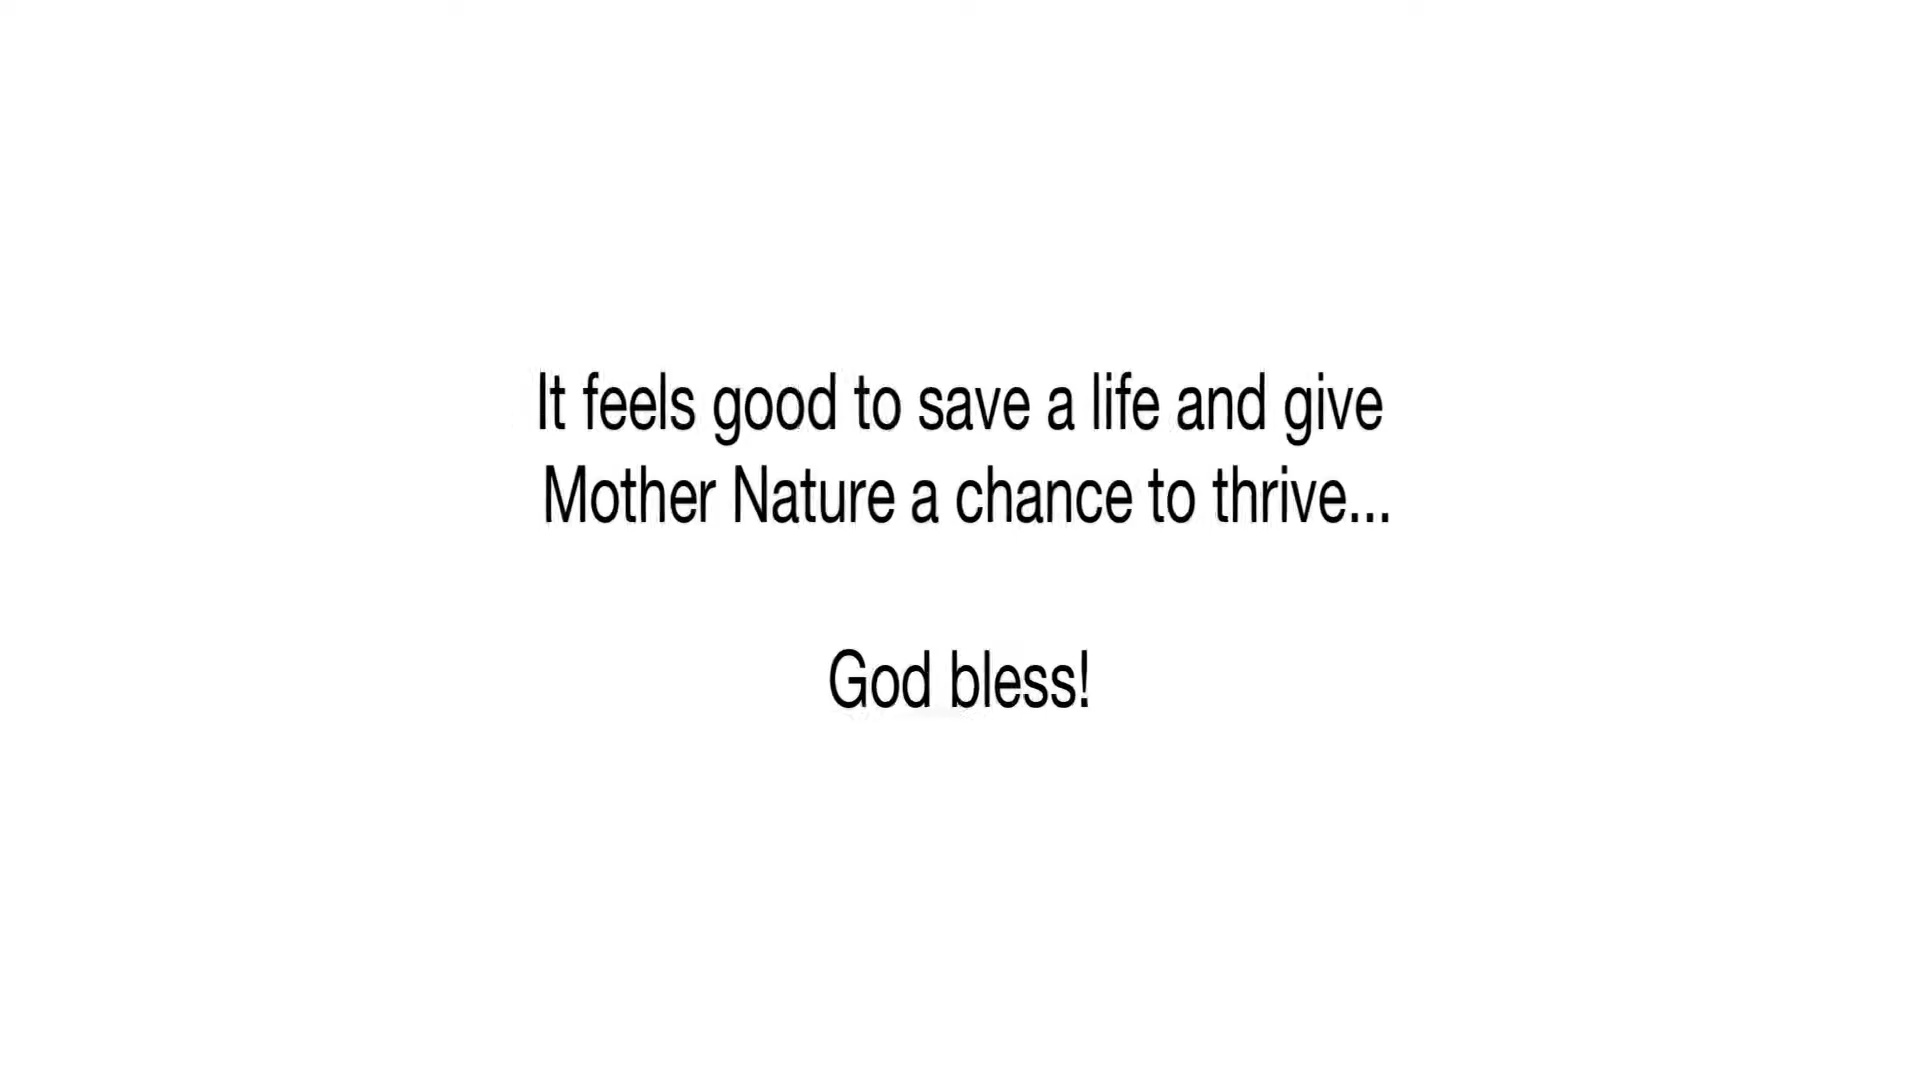 It feels good to save a life and give
Mother Nature a chance to thrive...
God bless!